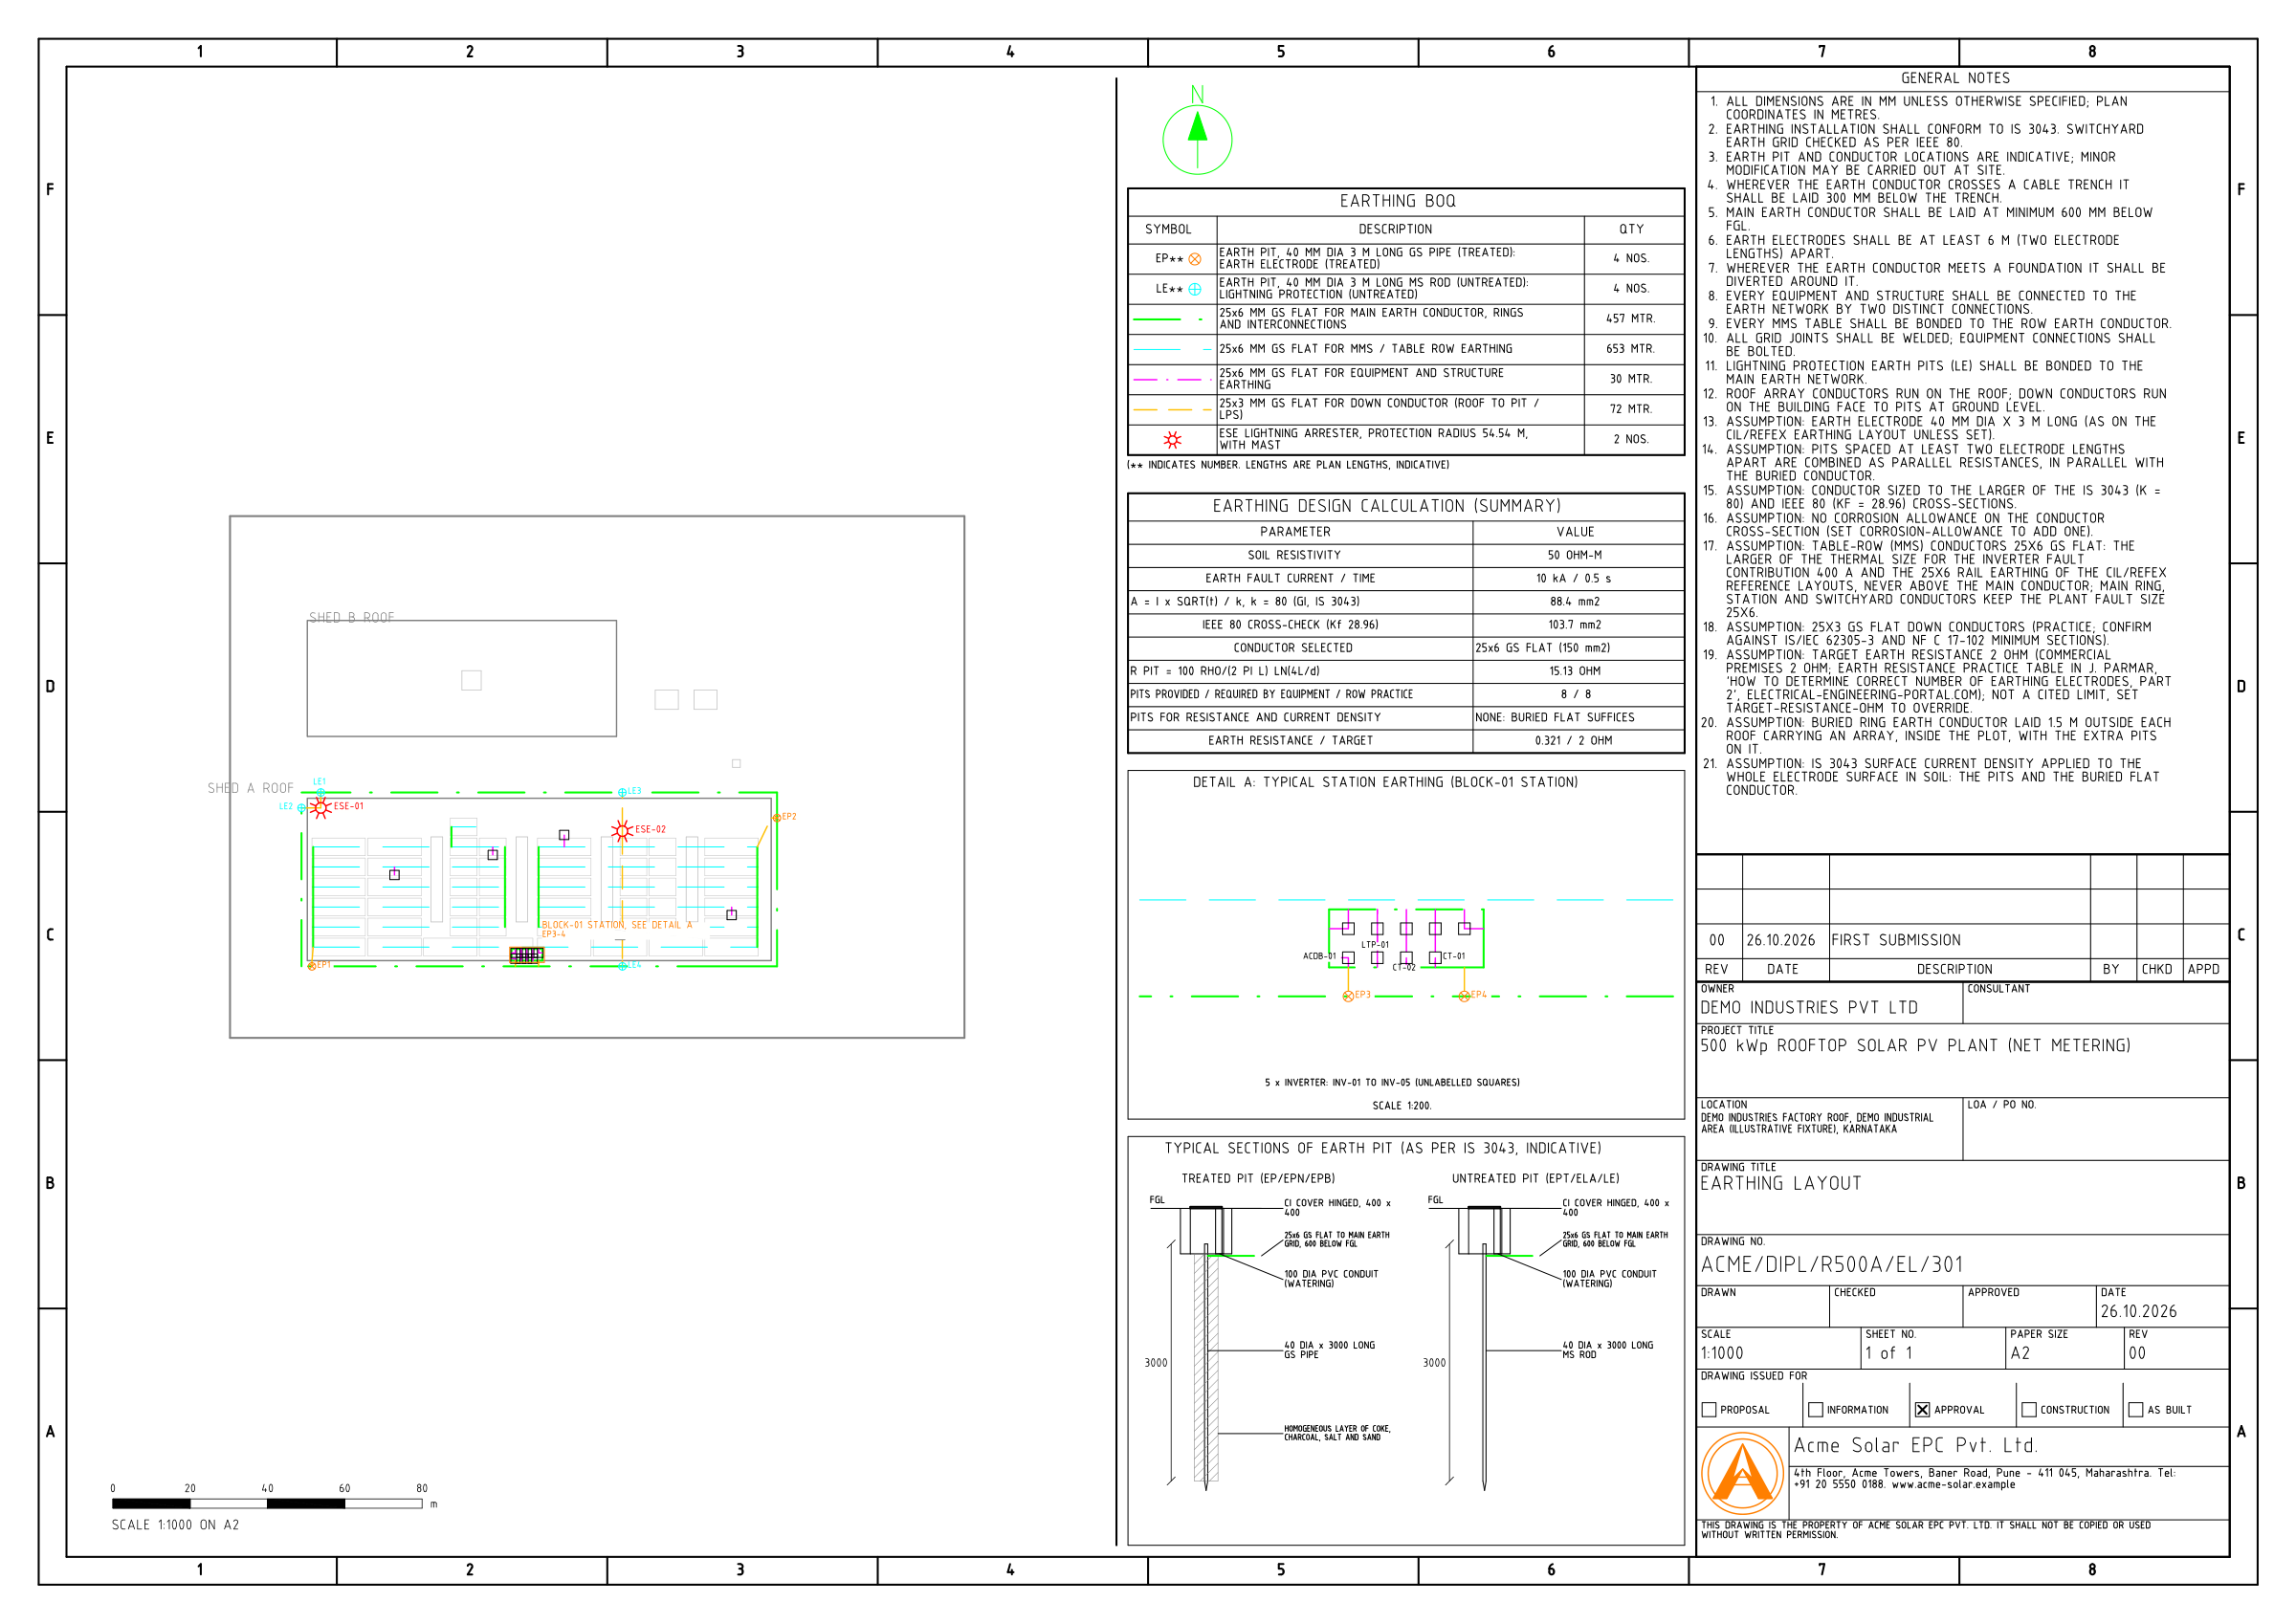 1 2 3 4 5 6 7 8
F
E
D
C
B
A
SHED B ROOF
SHED A ROOF
LE1
LE2
ESE-01
LE3
ESE-02
EP2
BLOCK-01 STATION, SEE DETAIL A
EP3-4
EP1
LE4
0 20 40 60 80 m
SCALE 1:1000 ON A2
N
EARTHING BOQ
SYMBOL DESCRIPTION QTY
EP** EARTH PIT, 40 MM DIA 3 M LONG GS PIPE (TREATED): 4 NOS.
EARTH ELECTRODE (TREATED)
LE** EARTH PIT, 40 MM DIA 3 M LONG MS ROD (UNTREATED): 4 NOS.
LIGHTNING PROTECTION (UNTREATED)
25x6 MM GS FLAT FOR MAIN EARTH CONDUCTOR, RINGS 457 MTR.
AND INTERCONNECTIONS
25x6 MM GS FLAT FOR MMS / TABLE ROW EARTHING 653 MTR.
25x6 MM GS FLAT FOR EQUIPMENT AND STRUCTURE 30 MTR.
EARTHING
25x3 MM GS FLAT FOR DOWN CONDUCTOR (ROOF TO PIT / 72 MTR.
LPS)
ESE LIGHTNING ARRESTER, PROTECTION RADIUS 54.54 M, 2 NOS.
WITH MAST
(** INDICATES NUMBER. LENGTHS ARE PLAN LENGTHS, INDICATIVE)
EARTHING DESIGN CALCULATION (SUMMARY)
PARAMETER VALUE
SOIL RESISTIVITY 50 OHM-M
EARTH FAULT CURRENT / TIME 10 kA / 0.5 s
A = I x SQRT(t) / k, k = 80 (GI, IS 3043) 88.4 mm2
IEEE 80 CROSS-CHECK (Kf 28.96) 103.7 mm2
CONDUCTOR SELECTED 25x6 GS FLAT (150 mm2)
R PIT = 100 RHO/(2 PI L) LN(4L/d) 15.13 OHM
PITS PROVIDED / REQUIRED BY EQUIPMENT / ROW PRACTICE 8 / 8
PITS FOR RESISTANCE AND CURRENT DENSITY NONE: BURIED FLAT SUFFICES
EARTH RESISTANCE / TARGET 0.321 / 2 OHM
DETAIL A: TYPICAL STATION EARTHING (BLOCK-01 STATION)
LTP-01
ACDB-01
CT-02
CT-01
EP3
EP4
5 x INVERTER: INV-01 TO INV-05 (UNLABELLED SQUARES)
SCALE 1:200.
TYPICAL SECTIONS OF EARTH PIT (AS PER IS 3043, INDICATIVE)
TREATED PIT (EP/EPN/EPB)
FGL
CI COVER HINGED, 400 x
400
25x6 GS FLAT TO MAIN EARTH
GRID, 600 BELOW FGL
100 DIA PVC CONDUIT
(WATERING)
3000
40 DIA x 3000 LONG
GS PIPE
HOMOGENEOUS LAYER OF COKE,
CHARCOAL, SALT AND SAND
UNTREATED PIT (EPT/ELA/LE)
FGL
CI COVER HINGED, 400 x
400
25x6 GS FLAT TO MAIN EARTH
GRID, 600 BELOW FGL
100 DIA PVC CONDUIT
(WATERING)
3000
40 DIA x 3000 LONG
MS ROD
GENERAL NOTES
1. ALL DIMENSIONS ARE IN MM UNLESS OTHERWISE SPECIFIED; PLAN
COORDINATES IN METRES.
2. EARTHING INSTALLATION SHALL CONFORM TO IS 3043. SWITCHYARD
EARTH GRID CHECKED AS PER IEEE 80.
3. EARTH PIT AND CONDUCTOR LOCATIONS ARE INDICATIVE; MINOR
MODIFICATION MAY BE CARRIED OUT AT SITE.
4. WHEREVER THE EARTH CONDUCTOR CROSSES A CABLE TRENCH IT
SHALL BE LAID 300 MM BELOW THE TRENCH.
5. MAIN EARTH CONDUCTOR SHALL BE LAID AT MINIMUM 600 MM BELOW
FGL.
6. EARTH ELECTRODES SHALL BE AT LEAST 6 M (TWO ELECTRODE
LENGTHS) APART.
7. WHEREVER THE EARTH CONDUCTOR MEETS A FOUNDATION IT SHALL BE
DIVERTED AROUND IT.
8. EVERY EQUIPMENT AND STRUCTURE SHALL BE CONNECTED TO THE
EARTH NETWORK BY TWO DISTINCT CONNECTIONS.
9. EVERY MMS TABLE SHALL BE BONDED TO THE ROW EARTH CONDUCTOR.
10. ALL GRID JOINTS SHALL BE WELDED; EQUIPMENT CONNECTIONS SHALL
BE BOLTED.
11. LIGHTNING PROTECTION EARTH PITS (LE) SHALL BE BONDED TO THE
MAIN EARTH NETWORK.
12. ROOF ARRAY CONDUCTORS RUN ON THE ROOF; DOWN CONDUCTORS RUN
ON THE BUILDING FACE TO PITS AT GROUND LEVEL.
13. ASSUMPTION: EARTH ELECTRODE 40 MM DIA X 3 M LONG (AS ON THE
CIL/REFEX EARTHING LAYOUT UNLESS SET).
14. ASSUMPTION: PITS SPACED AT LEAST TWO ELECTRODE LENGTHS
APART ARE COMBINED AS PARALLEL RESISTANCES, IN PARALLEL WITH
THE BURIED CONDUCTOR.
15. ASSUMPTION: CONDUCTOR SIZED TO THE LARGER OF THE IS 3043 (K =
80) AND IEEE 80 (KF = 28.96) CROSS-SECTIONS.
16. ASSUMPTION: NO CORROSION ALLOWANCE ON THE CONDUCTOR
CROSS-SECTION (SET CORROSION-ALLOWANCE TO ADD ONE).
17. ASSUMPTION: TABLE-ROW (MMS) CONDUCTORS 25X6 GS FLAT: THE
LARGER OF THE THERMAL SIZE FOR THE INVERTER FAULT
CONTRIBUTION 400 A AND THE 25X6 RAIL EARTHING OF THE CIL/REFEX
REFERENCE LAYOUTS, NEVER ABOVE THE MAIN CONDUCTOR; MAIN RING,
STATION AND SWITCHYARD CONDUCTORS KEEP THE PLANT FAULT SIZE
25X6.
18. ASSUMPTION: 25X3 GS FLAT DOWN CONDUCTORS (PRACTICE; CONFIRM
AGAINST IS/IEC 62305-3 AND NF C 17-102 MINIMUM SECTIONS).
19. ASSUMPTION: TARGET EARTH RESISTANCE 2 OHM (COMMERCIAL
PREMISES 2 OHM; EARTH RESISTANCE PRACTICE TABLE IN J. PARMAR,
'HOW TO DETERMINE CORRECT NUMBER OF EARTHING ELECTRODES, PART
2', ELECTRICAL-ENGINEERING-PORTAL.COM); NOT A CITED LIMIT, SET
TARGET-RESISTANCE-OHM TO OVERRIDE.
20. ASSUMPTION: BURIED RING EARTH CONDUCTOR LAID 1.5 M OUTSIDE EACH
ROOF CARRYING AN ARRAY, INSIDE THE PLOT, WITH THE EXTRA PITS
ON IT.
21. ASSUMPTION: IS 3043 SURFACE CURRENT DENSITY APPLIED TO THE
WHOLE ELECTRODE SURFACE IN SOIL: THE PITS AND THE BURIED FLAT
CONDUCTOR.
00 26.10.2026 FIRST SUBMISSION
REV DATE DESCRIPTION BY CHKD APPD
OWNER
DEMO INDUSTRIES PVT LTD
CONSULTANT
PROJECT TITLE
500 kWp ROOFTOP SOLAR PV PLANT (NET METERING)
LOCATION
DEMO INDUSTRIES FACTORY ROOF, DEMO INDUSTRIAL
AREA (ILLUSTRATIVE FIXTURE), KARNATAKA
LOA / PO NO.
DRAWING TITLE
EARTHING LAYOUT
DRAWING NO.
ACME/DIPL/R500A/EL/301
DRAWN CHECKED APPROVED DATE
26.10.2026
SCALE SHEET NO. PAPER SIZE REV
1:1000 1 of 1 A2 00
DRAWING ISSUED FOR
PROPOSAL INFORMATION APPROVAL CONSTRUCTION AS BUILT
Acme Solar EPC Pvt. Ltd.
4th Floor, Acme Towers, Baner Road, Pune - 411 045, Maharashtra. Tel:
+91 20 5550 0188. www.acme-solar.example
THIS DRAWING IS THE PROPERTY OF ACME SOLAR EPC PVT. LTD. IT SHALL NOT BE COPIED OR USED
WITHOUT WRITTEN PERMISSION.
F
E
D
C
B
A
1 2 3 4 5 6 7 8